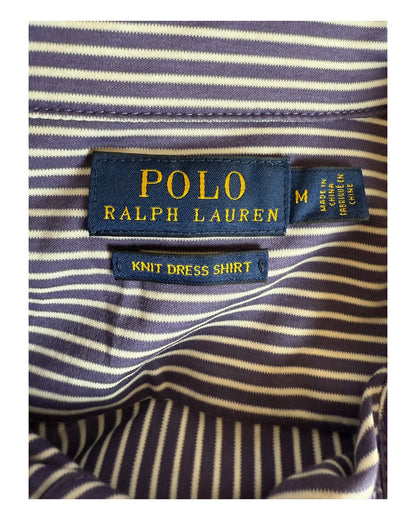 POLO
RALPH LAUREN
M
MADE IN
CHINA
FABRIQUÉ EN
CHINE
KNIT DRESS SHIRT